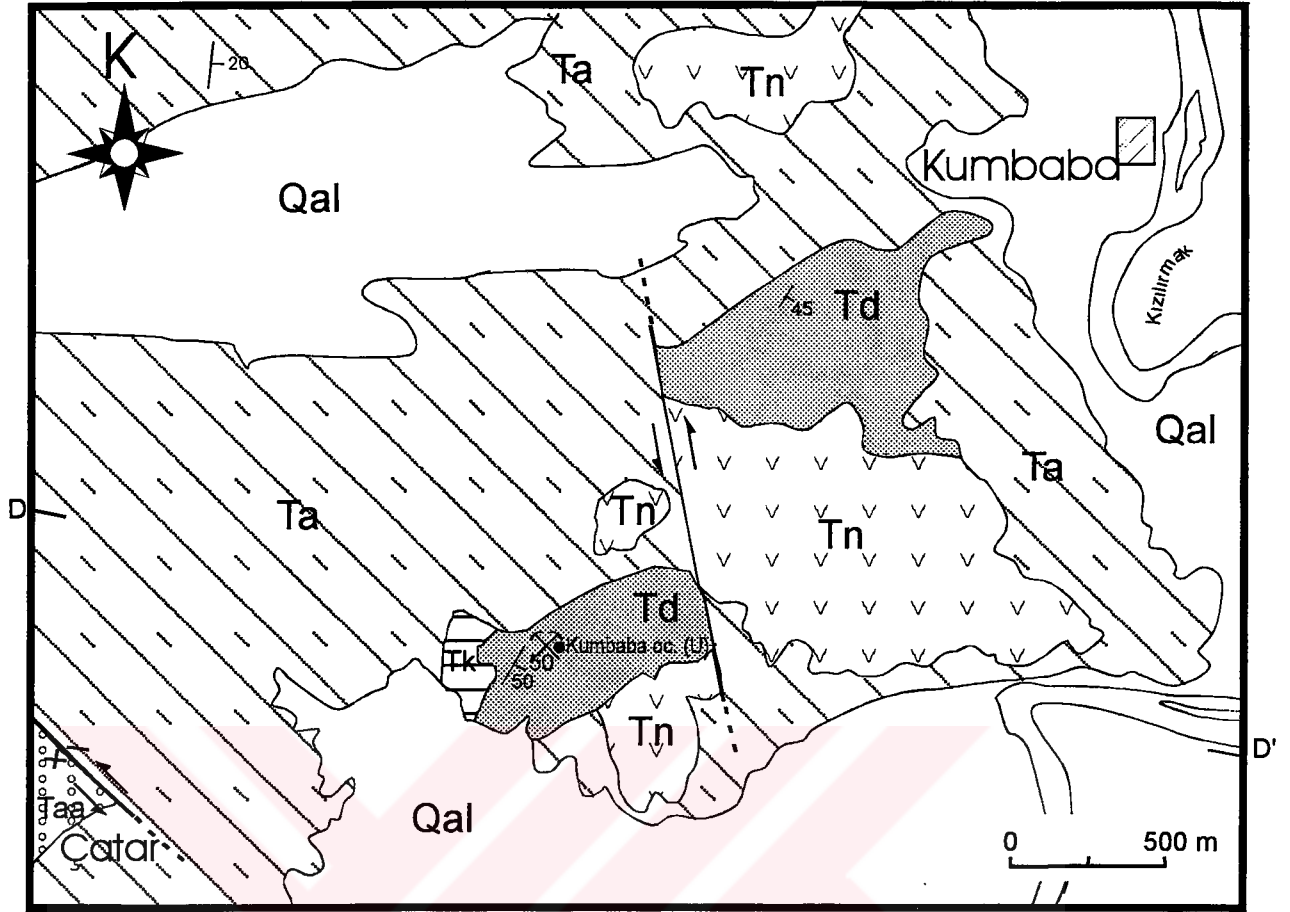 K
20
Ta
Tn
Kumbaba
Qal
Kızılırmak
45
Td
Qal
Ta
D
Ta
Tn
Tn
Td
Kumbaba oc. (U)
Tk
50
50
Tn
D'
Taa
Qal
Çatar
0
500 m